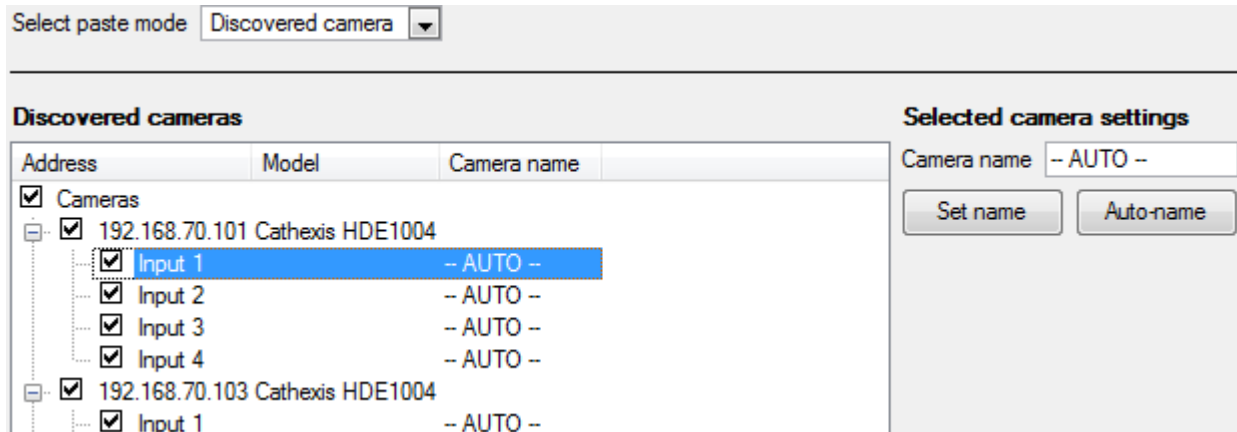 Select paste mode Discovered camera
Discovered cameras
Selected camera settings
Address Model Camera name
Camera name -- AUTO --
Cameras
Set name Auto-name
192.168.70.101 Cathexis HDE1004
Input 1 -- AUTO --
Input 2 -- AUTO --
Input 3 -- AUTO --
Input 4 -- AUTO --
192.168.70.103 Cathexis HDE1004
Input 1 -- AUTO --